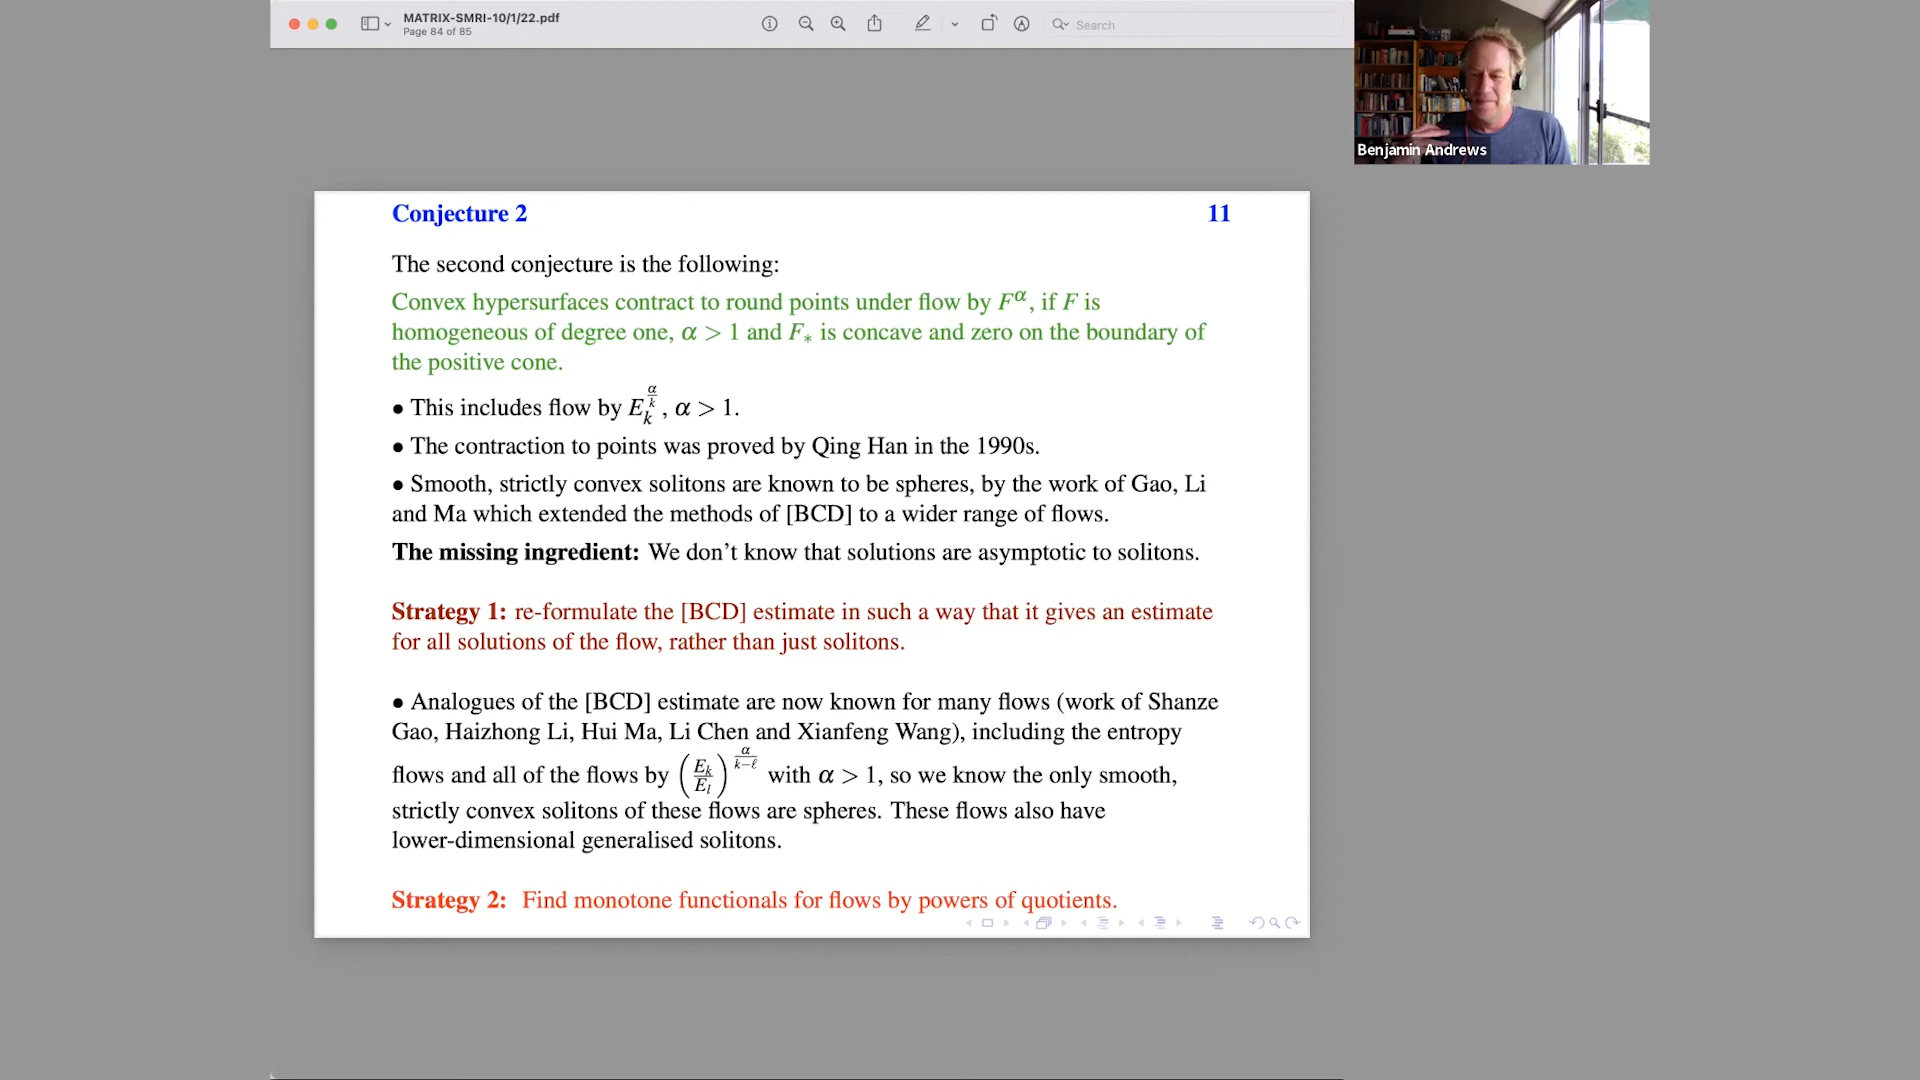 MATRIX-SMRI-10/1/22.pdf
Page 84 of 85
Search
Benjamin Andrews
Conjecture 2 11
The second conjecture is the following:
Convex hypersurfaces contract to round points under flow by F^α, if F is
homogeneous of degree one, α > 1 and F_* is concave and zero on the boundary of
the positive cone.
• This includes flow by E_k^{α/k}, α > 1.
• The contraction to points was proved by Qing Han in the 1990s.
• Smooth, strictly convex solitons are known to be spheres, by the work of Gao, Li
and Ma which extended the methods of [BCD] to a wider range of flows.
The missing ingredient: We don't know that solutions are asymptotic to solitons.
Strategy 1: re-formulate the [BCD] estimate in such a way that it gives an estimate
for all solutions of the flow, rather than just solitons.
• Analogues of the [BCD] estimate are now known for many flows (work of Shanze
Gao, Haizhong Li, Hui Ma, Li Chen and Xianfeng Wang), including the entropy
flows and all of the flows by (E_k/E_l)^{α/(k−ℓ)} with α > 1, so we know the only smooth,
strictly convex solitons of these flows are spheres. These flows also have
lower-dimensional generalised solitons.
Strategy 2: Find monotone functionals for flows by powers of quotients.